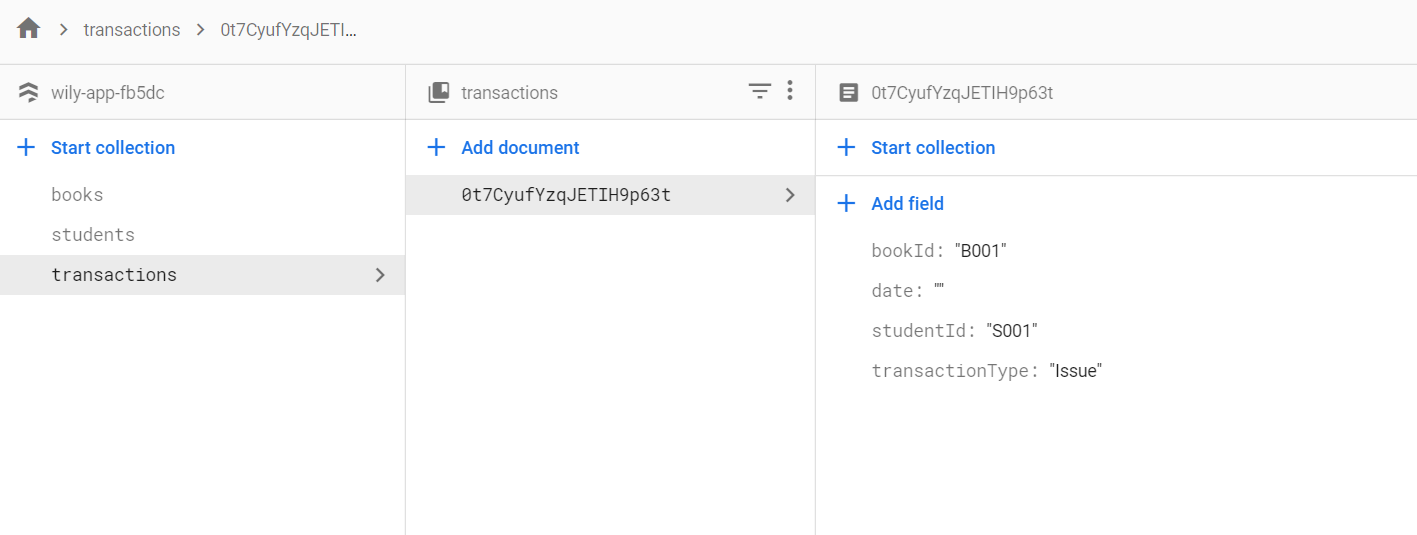 transactions 0t7CyufYzqJETI...
wily-app-fb5dc
Start collection
books
students
transactions
transactions
Add document
0t7CyufYzqJETIH9p63t
0t7CyufYzqJETIH9p63t
Start collection
Add field
bookId: "B001"
date: ""
studentId: "S001"
transactionType: "Issue"